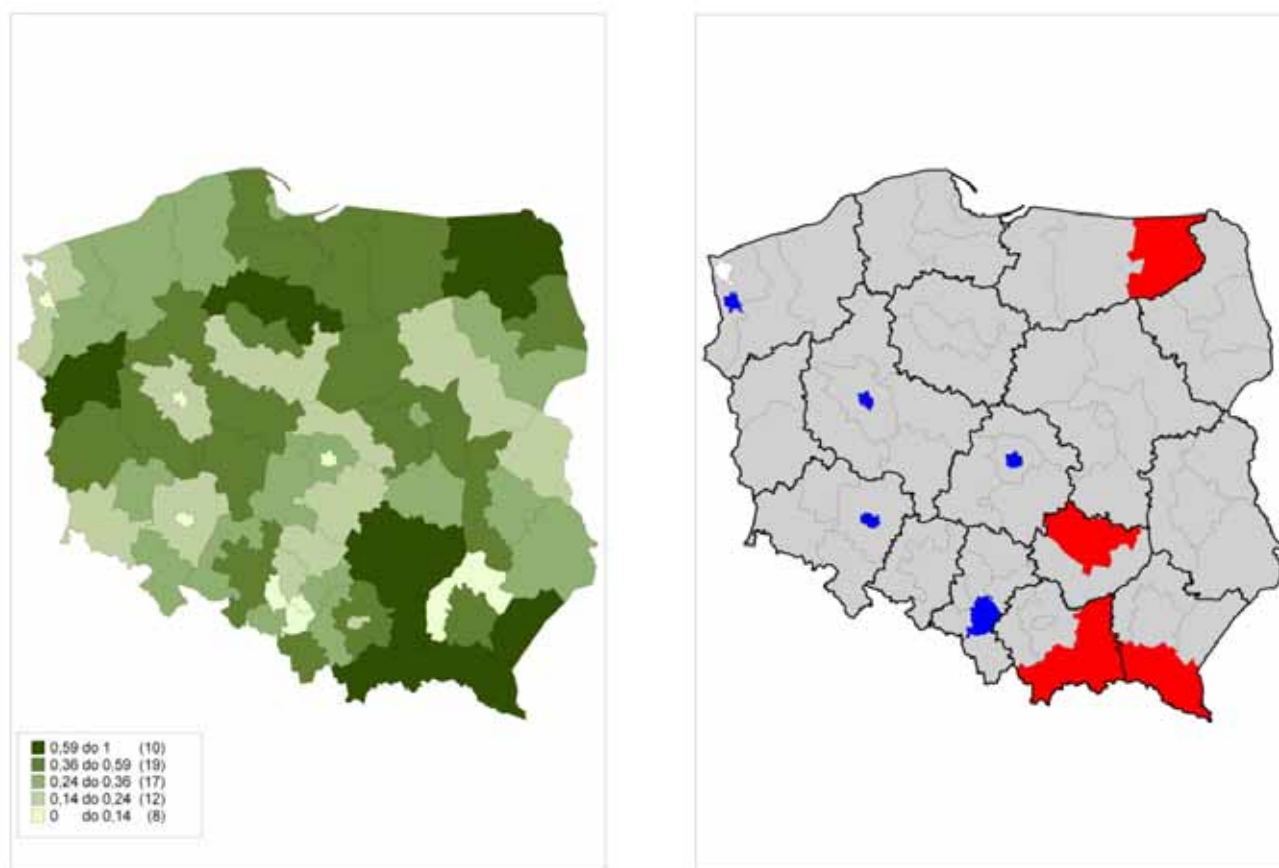 0,59 do 1 (10)
0,36 do 0,59 (19)
0,24 do 0,36 (17)
0,14 do 0,24 (12)
0 do 0,14 (8)